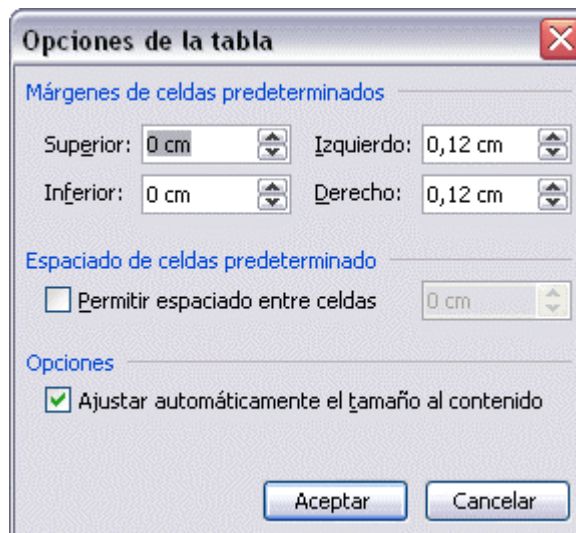 Opciones de la tabla
Márgenes de celdas predeterminados
Superior: 0 cm Izquierdo: 0,12 cm
Inferior: 0 cm Derecho: 0,12 cm
Espaciado de celdas predeterminado
Permitir espaciado entre celdas 0 cm
Opciones
Ajustar automáticamente el tamaño al contenido
Aceptar Cancelar